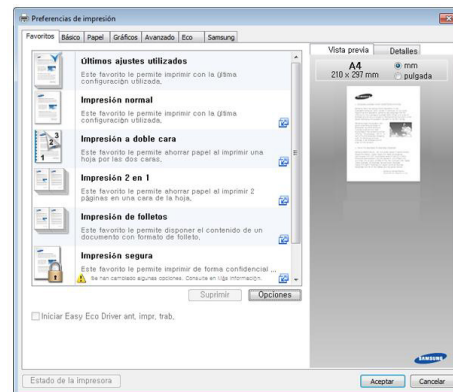 Preferencias de impresión
Favoritos Básico Papel Gráficos Avanzado Eco Samsung
Últimos ajustes utilizados
Este favorito le permite imprimir con la última
configuración utilizada.
Impresión normal
Este favorito le permite imprimir con la última
configuración utilizada.
Impresión a doble cara
Este favorito le permite ahorrar papel al imprimir una
hoja por las dos caras.
Impresión 2 en 1
Este favorito le permite ahorrar papel al imprimir 2
páginas en una cara de la hoja.
Impresión de folletos
Este favorito le permite disponer el contenido de un
documento con formato de folleto.
Impresión segura
Este favorito le permite imprimir de forma confidencial ...
Se han cambiado algunas opciones. Consulte en Más información.
Suprimir Opciones
Iniciar Easy Eco Driver ant. impr. trab.
Estado de la impresora
Vista previa Detalles
A4
210 x 297 mm
mm
pulgada
SAMSUNG
Aceptar Cancelar